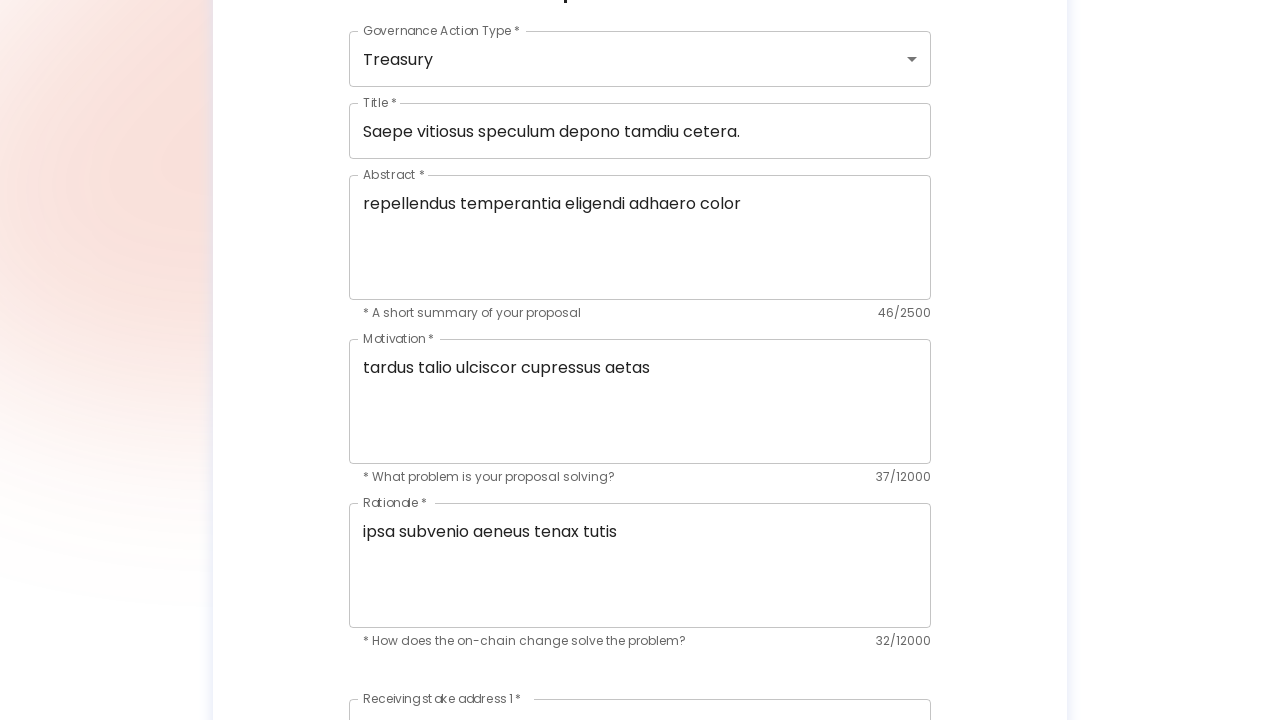 Governance Action Type *
Treasury
Title *
Saepe vitiosus speculum depono tamdiu cetera.
Abstract *
repellendus temperantia eligendi adhaero color
* A short summary of your proposal 46/2500
Motivation *
tardus talio ulciscor cupressus aetas
* What problem is your proposal solving? 37/12000
Rationale *
ipsa subvenio aeneus tenax tutis
* How does the on-chain change solve the problem? 32/12000
Receiving stake address 1 *